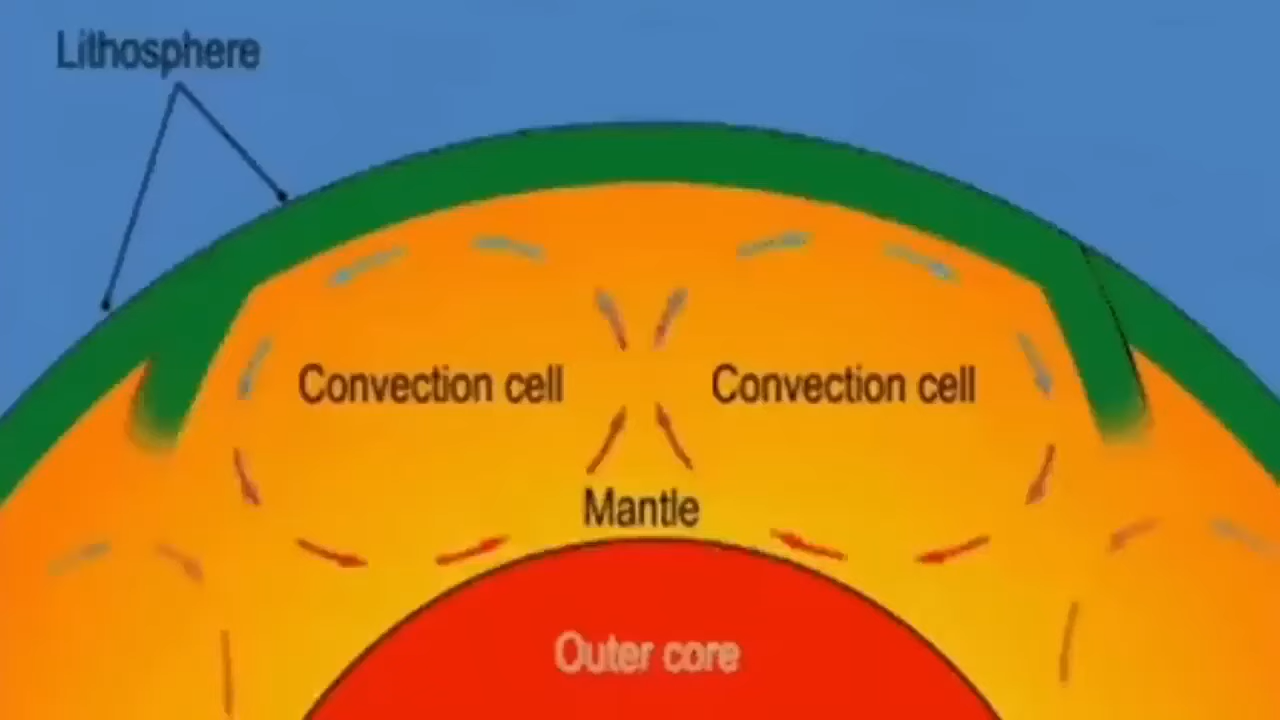 Lithosphere
Convection cell
Convection cell
Mantle
Outer core